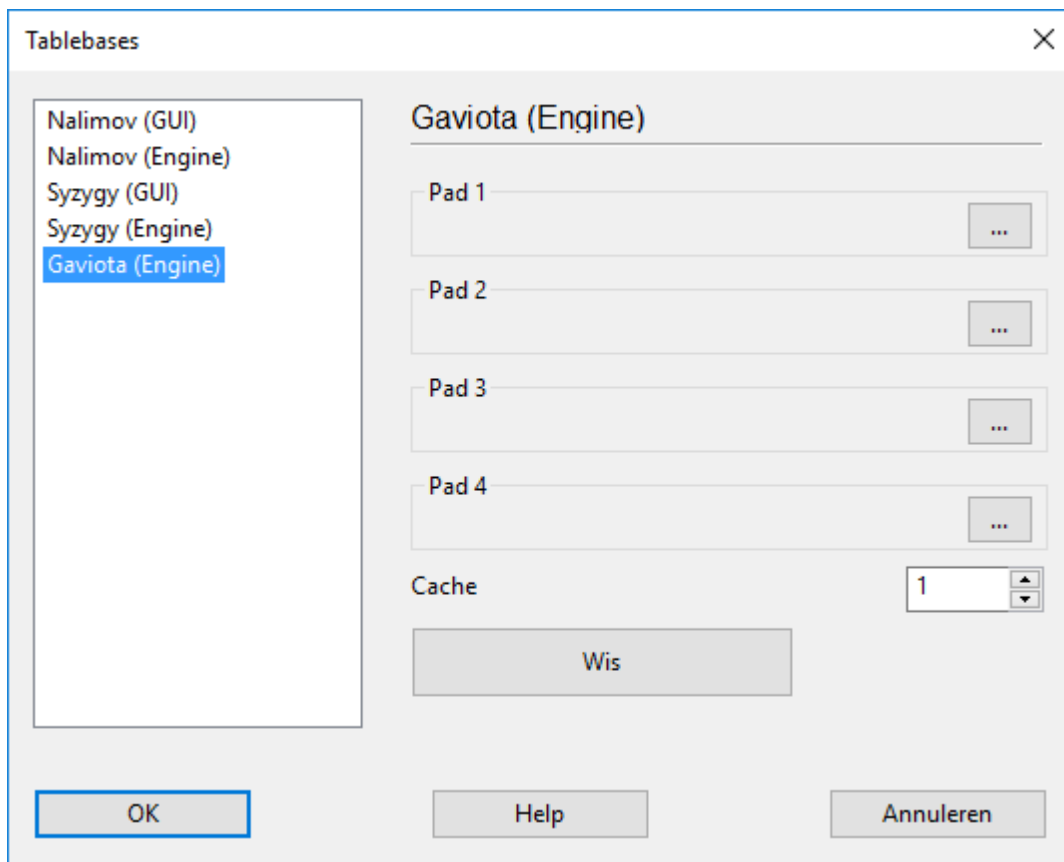 Tablebases
Nalimov (GUI)
Nalimov (Engine)
Syzygy (GUI)
Syzygy (Engine)
Gaviota (Engine)
Gaviota (Engine)
Pad 1
...
Pad 2
...
Pad 3
...
Pad 4
...
Cache
1
Wis
OK
Help
Annuleren